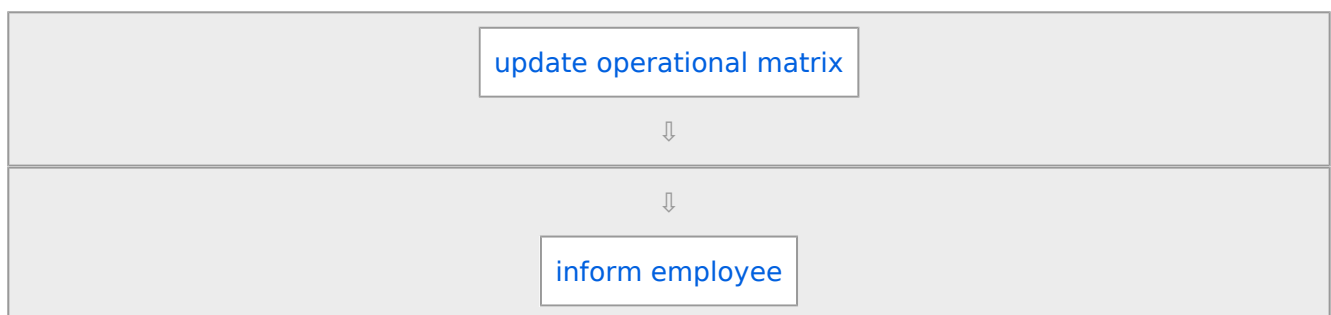 update operational matrix
⇩
⇩
inform employee